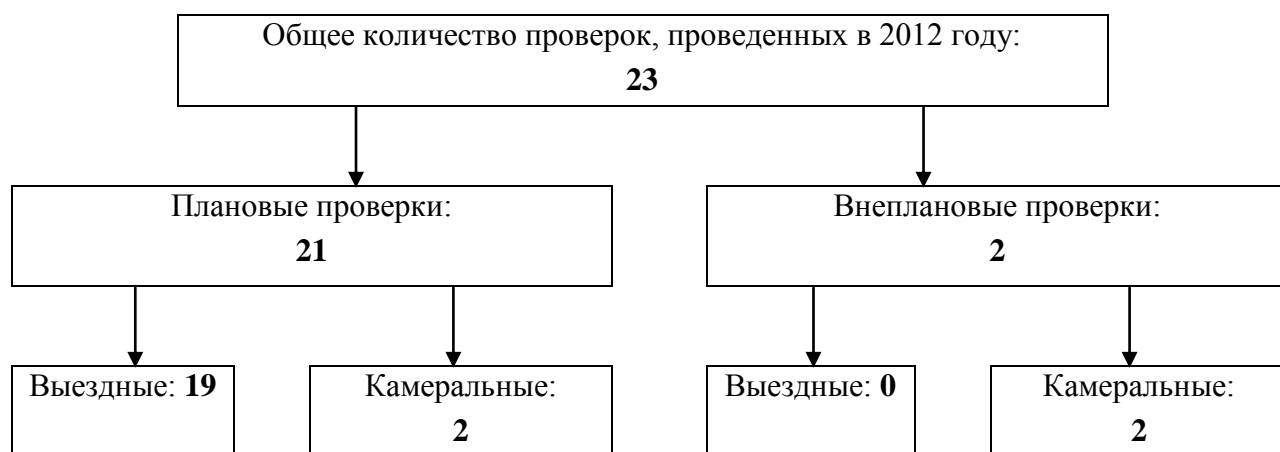 Общее количество проверок, проведенных в 2012 году:
23
Плановые проверки:
21
Внеплановые проверки:
2
Выездные: 19
Камеральные:
2
Выездные: 0
Камеральные:
2